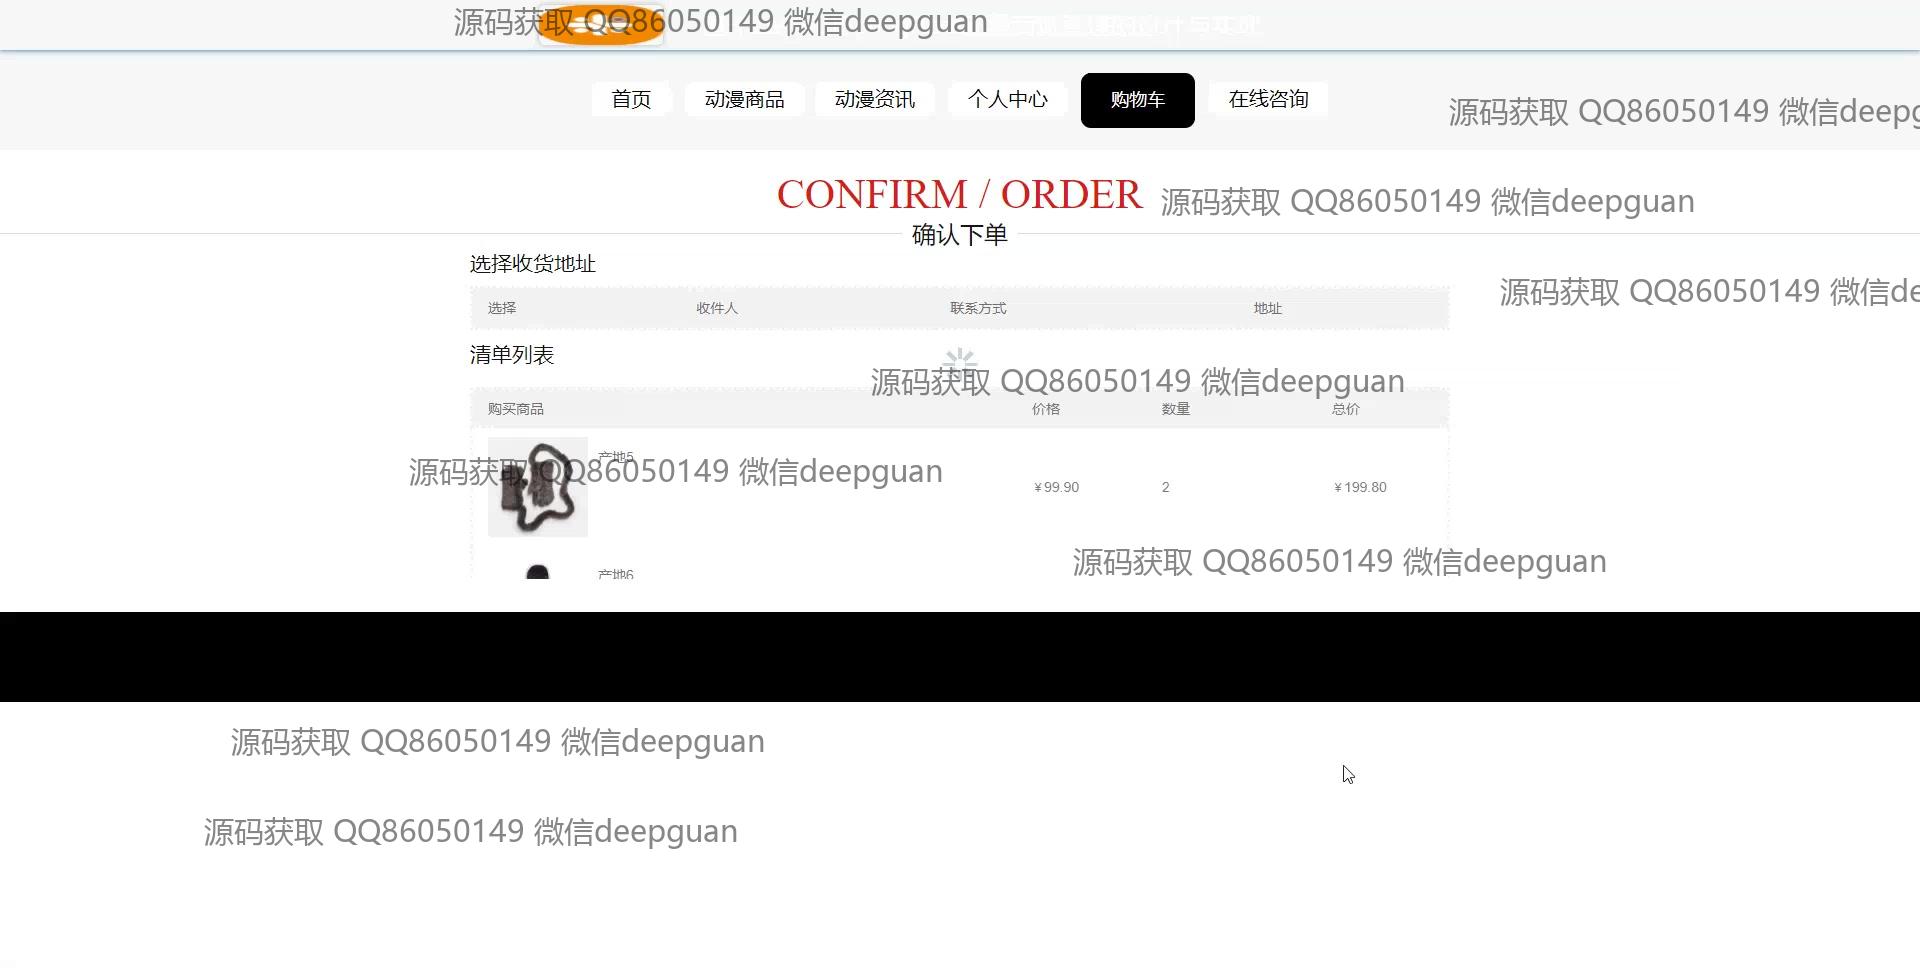 源码获取 QQ86050149 微信deepguan
首页 动漫商品 动漫资讯 个人中心 购物车 在线咨询
源码获取 QQ86050149 微信deepg
CONFIRM / ORDER
源码获取 QQ86050149 微信deepguan
确认下单
选择收货地址
源码获取 QQ86050149 微信de
选择 收件人 联系方式 地址
清单列表
源码获取 QQ86050149 微信deepguan
购买商品 价格 数量 总价
产地5
源码获取 QQ86050149 微信deepguan
¥99.90 2 ¥199.80
源码获取 QQ86050149 微信deepguan
产地6
源码获取 QQ86050149 微信deepguan
源码获取 QQ86050149 微信deepguan